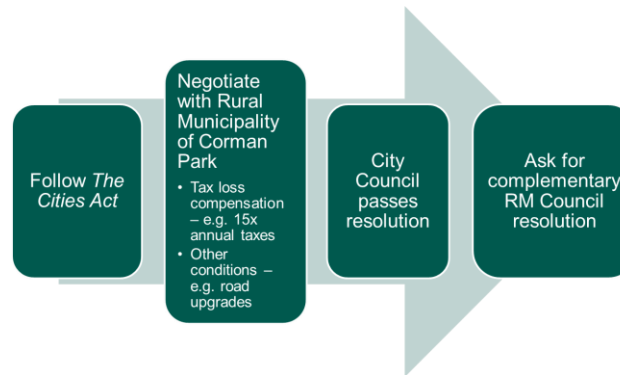 Follow The
Cities Act
Negotiate
with Rural
Municipality
of Corman
Park
• Tax loss
compensation
– e.g. 15x
annual taxes
• Other
conditions –
e.g. road
upgrades
City
Council
passes
resolution
Ask for
complementary
RM Council
resolution